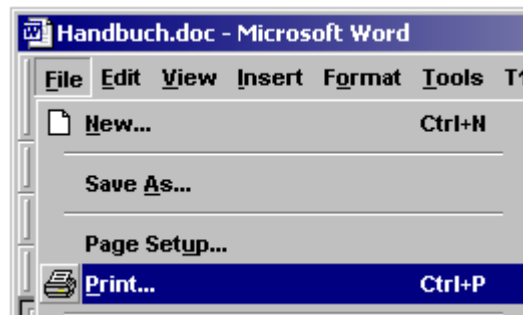 Handbuch.doc - Microsoft Word
File Edit View Insert Format Tools
New... Ctrl+N
Save As...
Page Setup...
Print... Ctrl+P